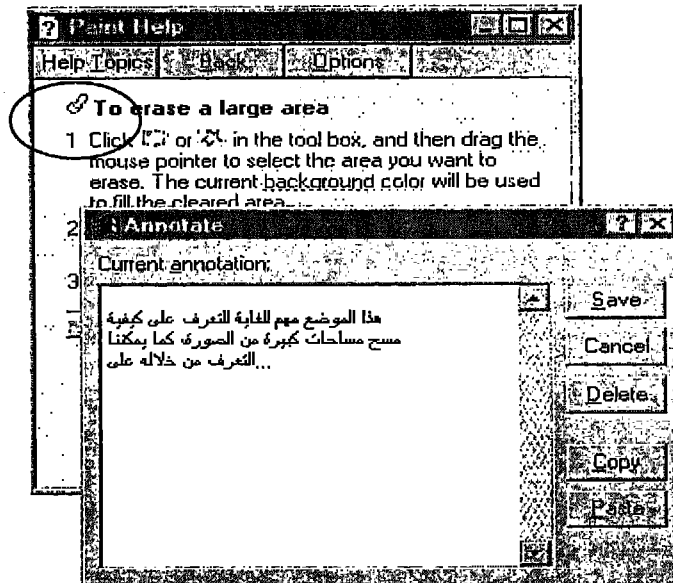 Paint Help
Help Topics Back Options
To erase a large area
1 Click or in the tool box, and then drag the
mouse pointer to select the area you want to
erase. The current background color will be used
to fill the cleared area.
2
3
Annotate
Current annotation:
هذا الموضع مهم للغاية للتعرف على كيفية
مسح مساحات كبيرة من الصورة، كما يمكننا
التعرف من خلاله على...
Save
Cancel
Delete
Copy
Paste